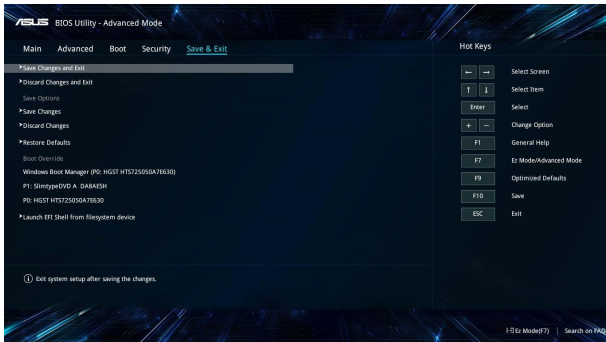 ASUS BIOS Utility - Advanced Mode
Main Advanced Boot Security Save & Exit
Hot Keys
Save Changes and Exit
Discard Changes and Exit
Save Options
Save Changes
Discard Changes
Restore Defaults
Boot Override
Windows Boot Manager (P0: HGST HTS725050A7E630)
P1: SlimtypeDVD A DA8AESH
P0: HGST HTS725050A7E630
Launch EFI Shell from filesystem device
← → Select Screen
↑ ↓ Select Item
Enter Select
+ − Change Option
F1 General Help
F7 Ez Mode/Advanced Mode
F9 Optimized Defaults
F10 Save
ESC Exit
Exit system setup after saving the changes.
Ez Mode(F7) | Search on FAQ